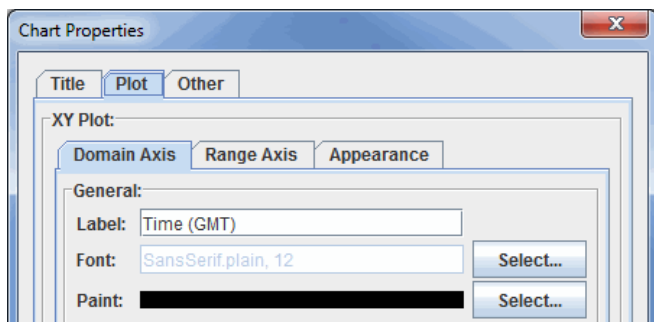 Chart Properties
Title Plot Other
XY Plot:
Domain Axis Range Axis Appearance
General:
Label: Time (GMT)
Font: SansSerif.plain, 12 Select...
Paint: Select...